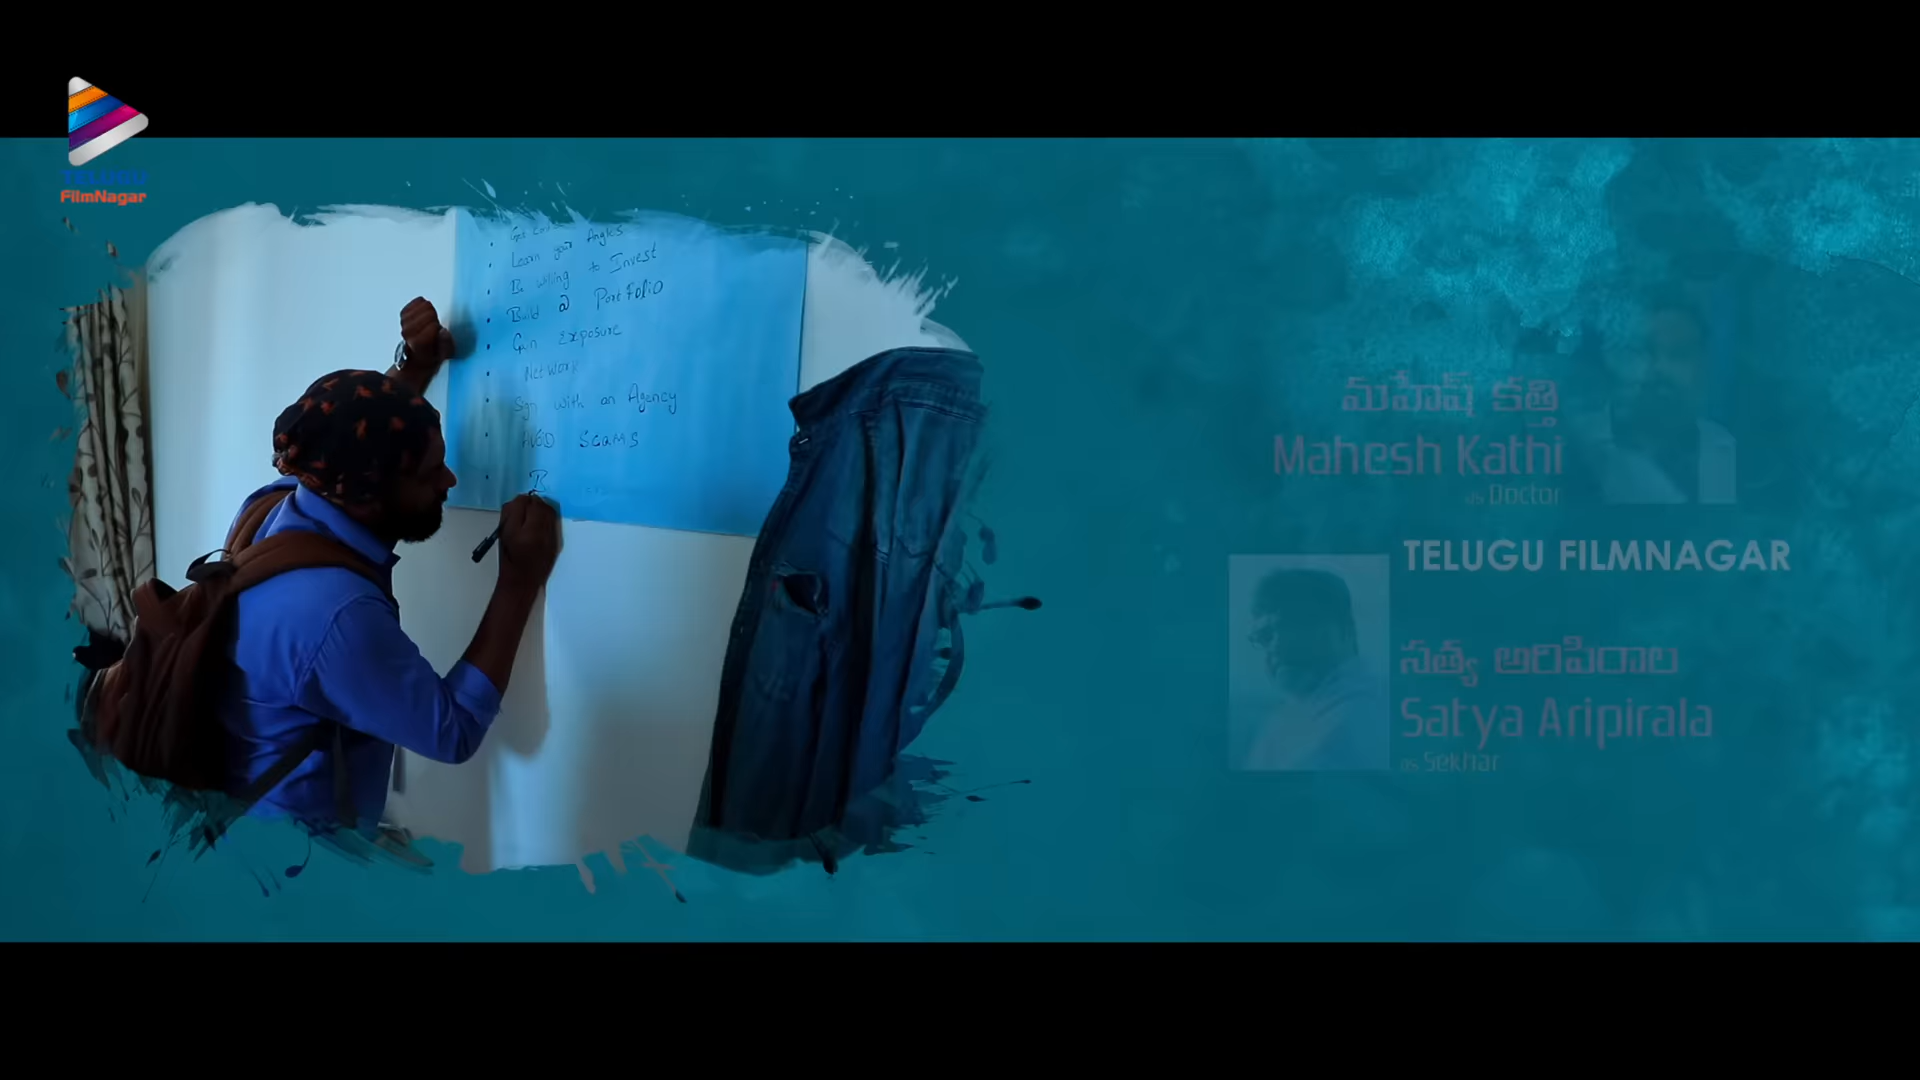 TELUGU
FilmNagar
Learn your Angles
Be willing to Invest
Build a PortFolio
Gain Exposure
NetWork
Sign with an Agency
AVOID Scams
B
మహేష్ కత్తి
Mahesh Kathi
as Doctor
TELUGU FILMNAGAR
సత్య అరిపిరాల
Satya Aripirala
as Sekhar